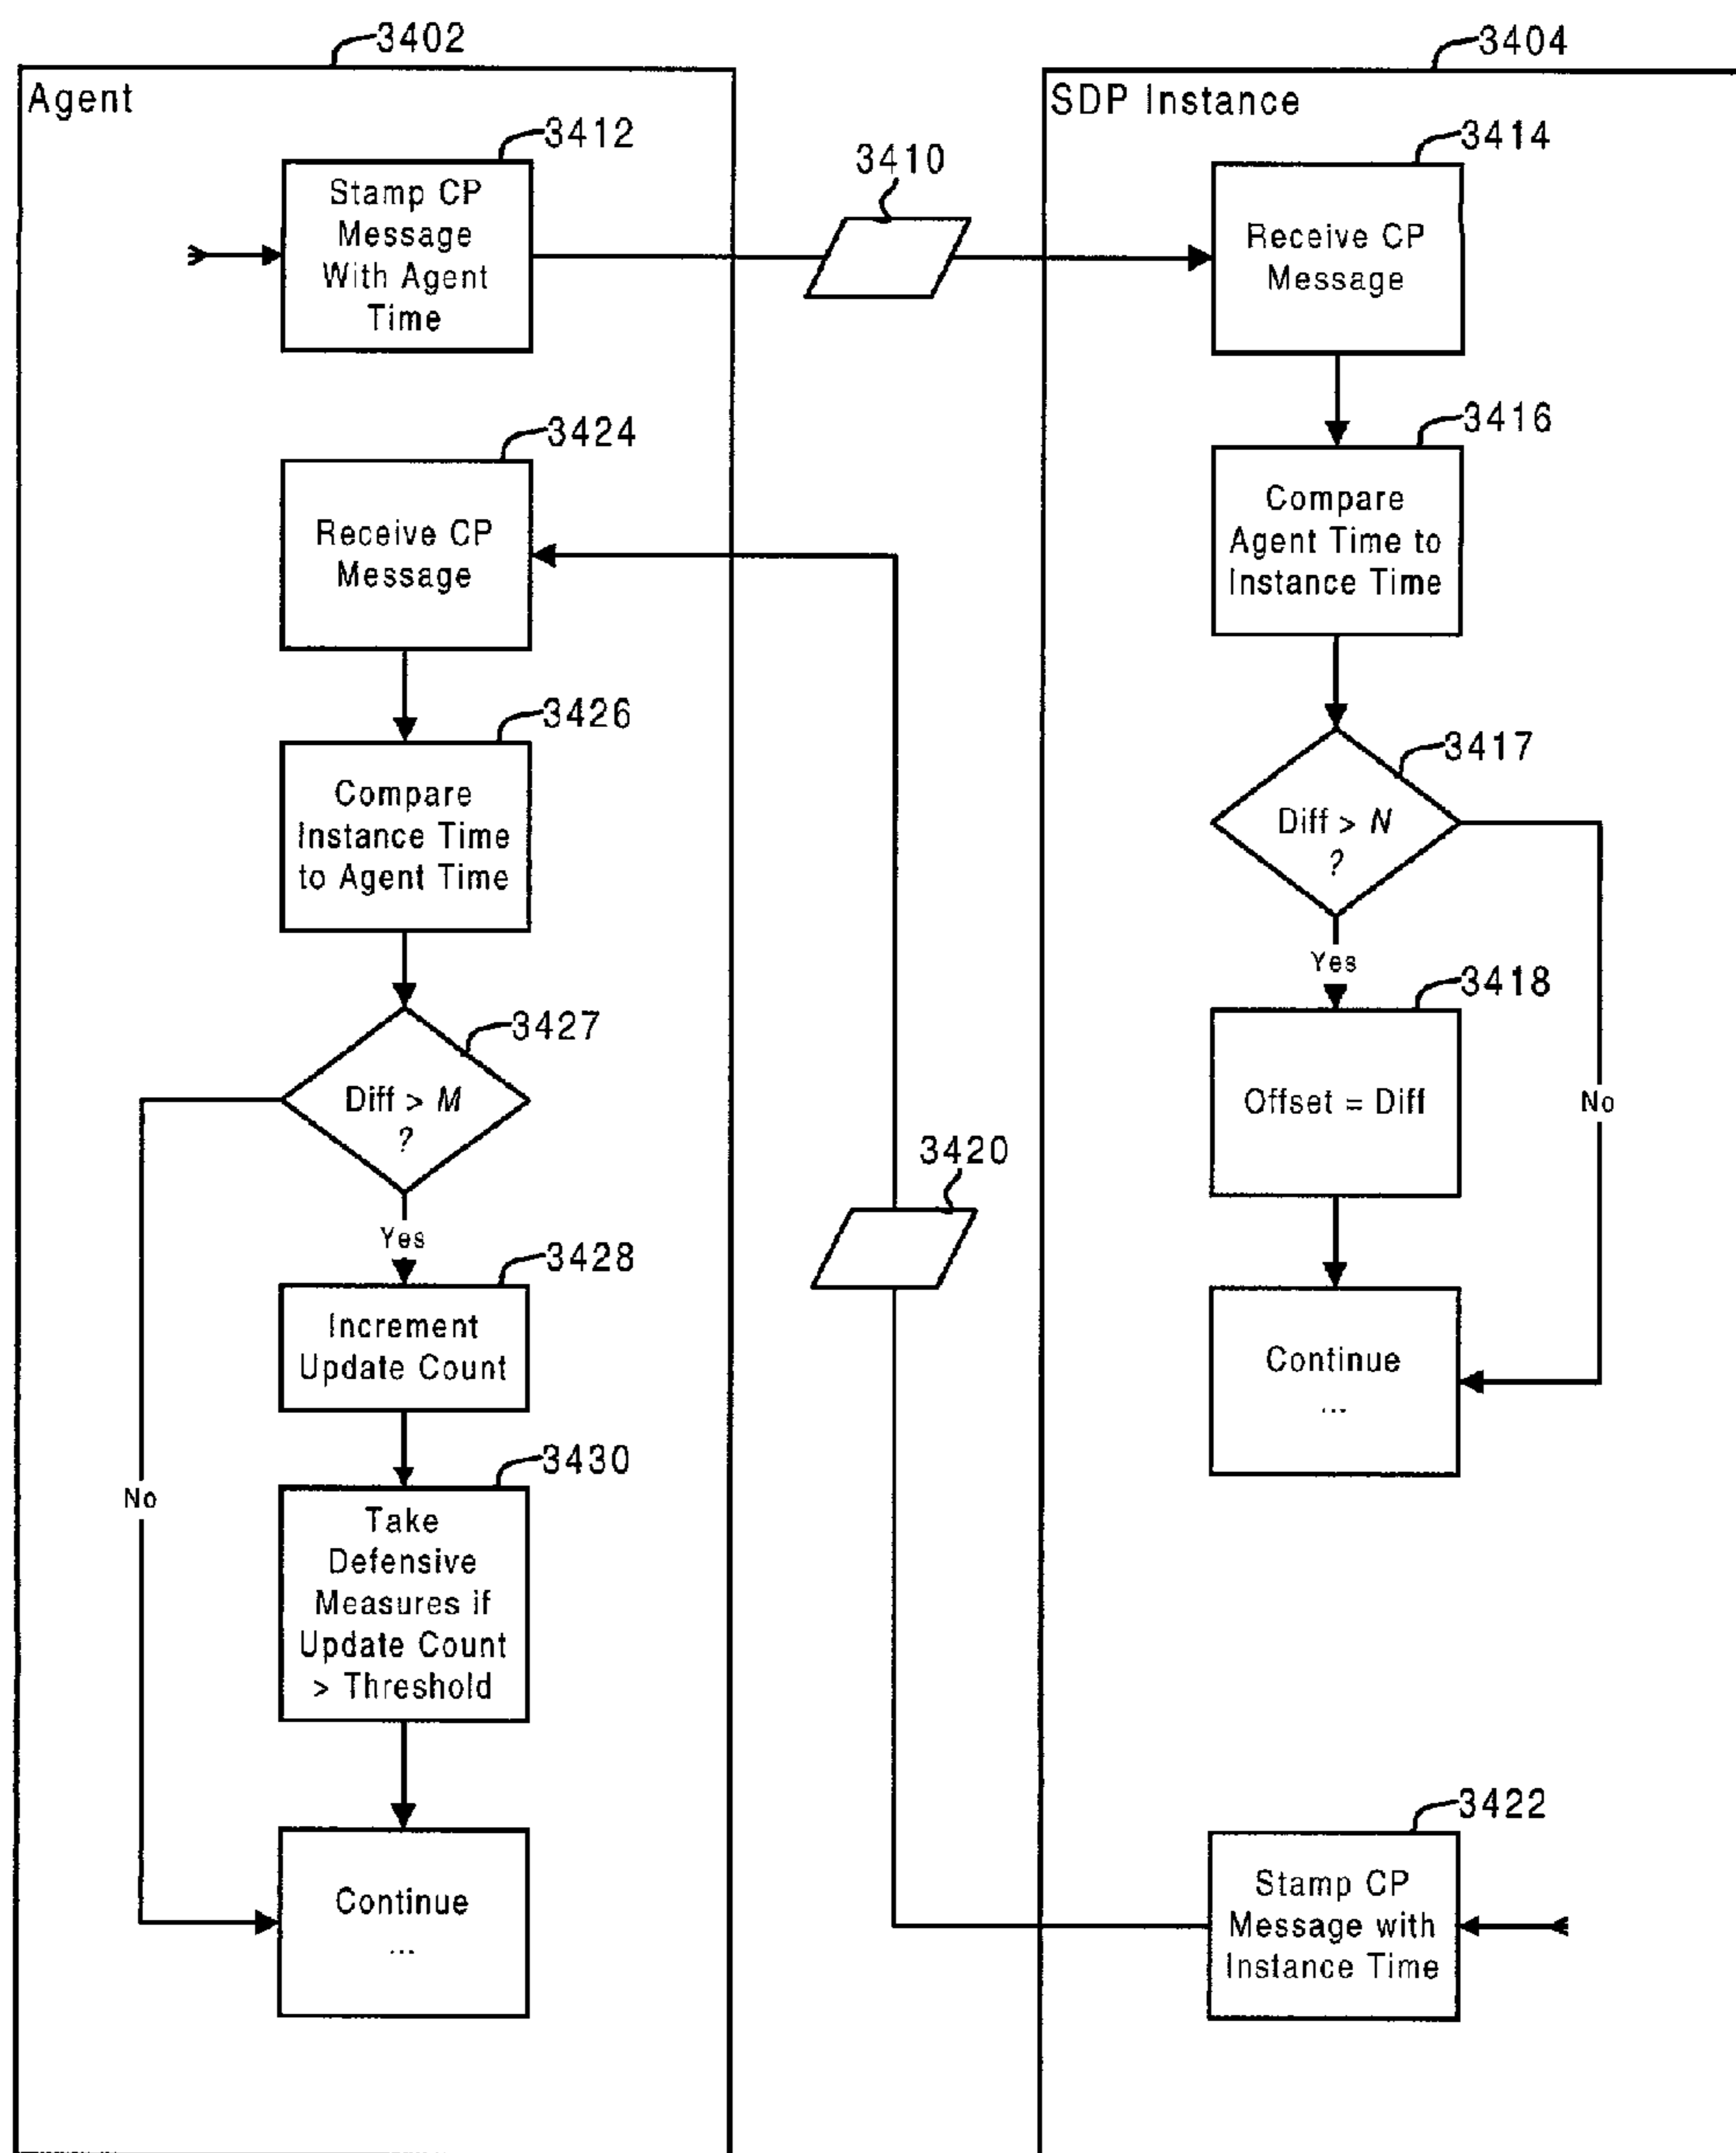 3402
Agent
3412
Stamp CP
Message
With Agent
Time
3424
Receive CP
Message
3426
Compare
Instance Time
to Agent Time
3427
Diff > M
?
Yes
No
3428
Increment
Update Count
3430
Take
Defensive
Measures if
Update Count
> Threshold
Continue
...
3410
3420
3404
SDP Instance
3414
Receive CP
Message
3416
Compare
Agent Time to
Instance Time
3417
Diff > N
?
Yes
No
3418
Offset = Diff
Continue
...
3422
Stamp CP
Message with
Instance Time